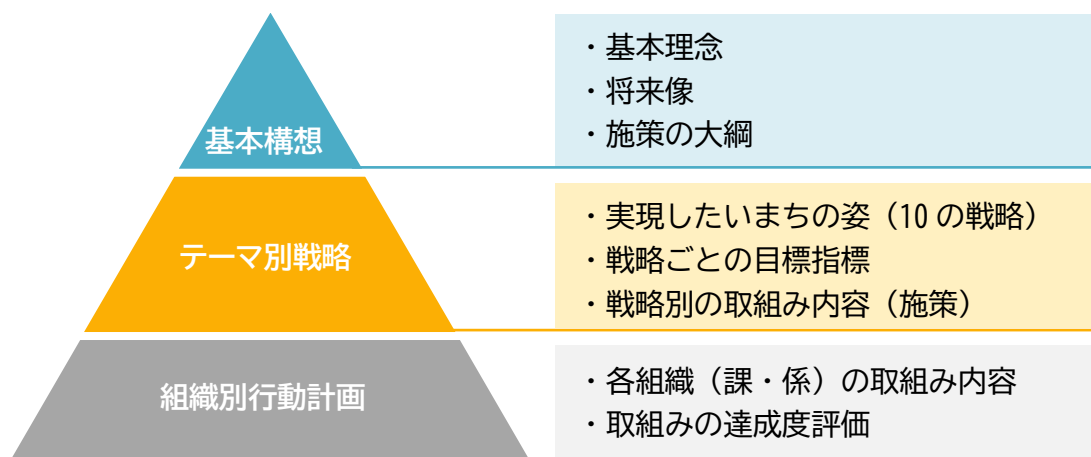 基本構想
・基本理念
・将来像
・施策の大綱
テーマ別戦略
・実現したいまちの姿（10 の戦略）
・戦略ごとの目標指標
・戦略別の取組み内容（施策）
組織別行動計画
・各組織（課・係）の取組み内容
・取組みの達成度評価